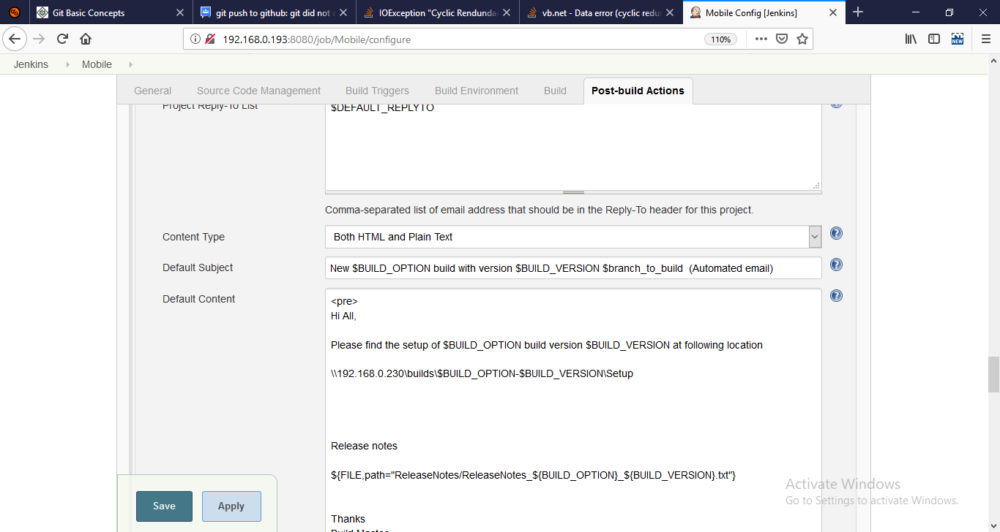 Git Basic Concepts
git push to github: git did not e
IOException "Cyclic Rendunda
vb.net - Data error (cyclic redu
Mobile Config [Jenkins]
192.168.0.193:8080/job/Mobile/configure
110%
NEW
Jenkins
Mobile
General
Source Code Management
Build Triggers
Build Environment
Build
Post-build Actions
Project Reply-To List
$DEFAULT_REPLYTO
Comma-separated list of email address that should be in the Reply-To header for this project.
Content Type
Both HTML and Plain Text
Default Subject
New $BUILD_OPTION build with version $BUILD_VERSION $branch_to_build  (Automated email)
Default Content
<pre>
Hi All,
Please find the setup of $BUILD_OPTION build version $BUILD_VERSION at following location
\\192.168.0.230\builds\$BUILD_OPTION-$BUILD_VERSION\Setup
Release notes
${FILE,path="ReleaseNotes/ReleaseNotes_${BUILD_OPTION}_${BUILD_VERSION}.txt"}
Thanks
Build Master
Save
Apply
Activate Windows
Go to Settings to activate Windows.